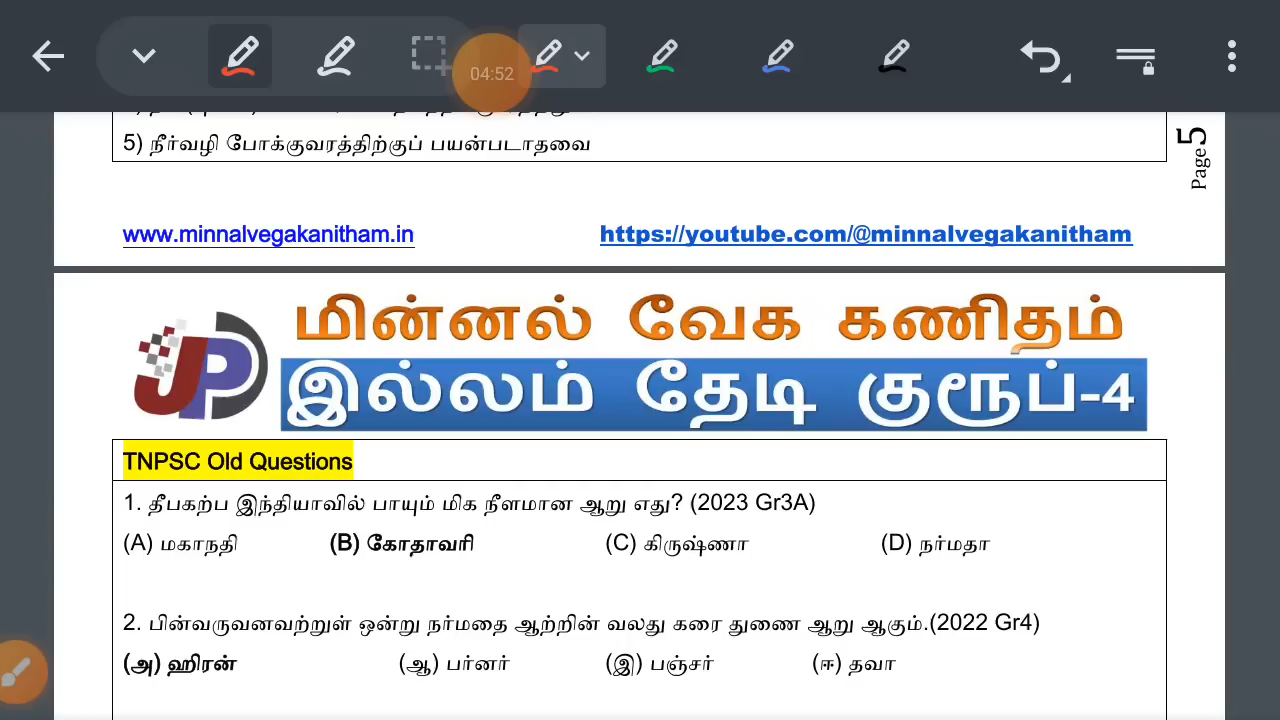 04:52
5) நீர்வழி போக்குவரத்திற்குப் பயன்படாதவை
Page 5
www.minnalvegakanitham.in https://youtube.com/@minnalvegakanitham
JP
மின்னல் வேக கணிதம்
இல்லம் தேடி குரூப்-4
TNPSC Old Questions
1. தீபகற்ப இந்தியாவில் பாயும் மிக நீளமான ஆறு எது? (2023 Gr3A)
(A) மகாநதி (B) கோதாவரி (C) கிருஷ்ணா (D) நர்மதா
2. பின்வருவனவற்றுள் ஒன்று நர்மதை ஆற்றின் வலது கரை துணை ஆறு ஆகும்.(2022 Gr4)
(அ) ஹிரன் (ஆ) பர்னர் (இ) பஞ்சர் (ஈ) தவா